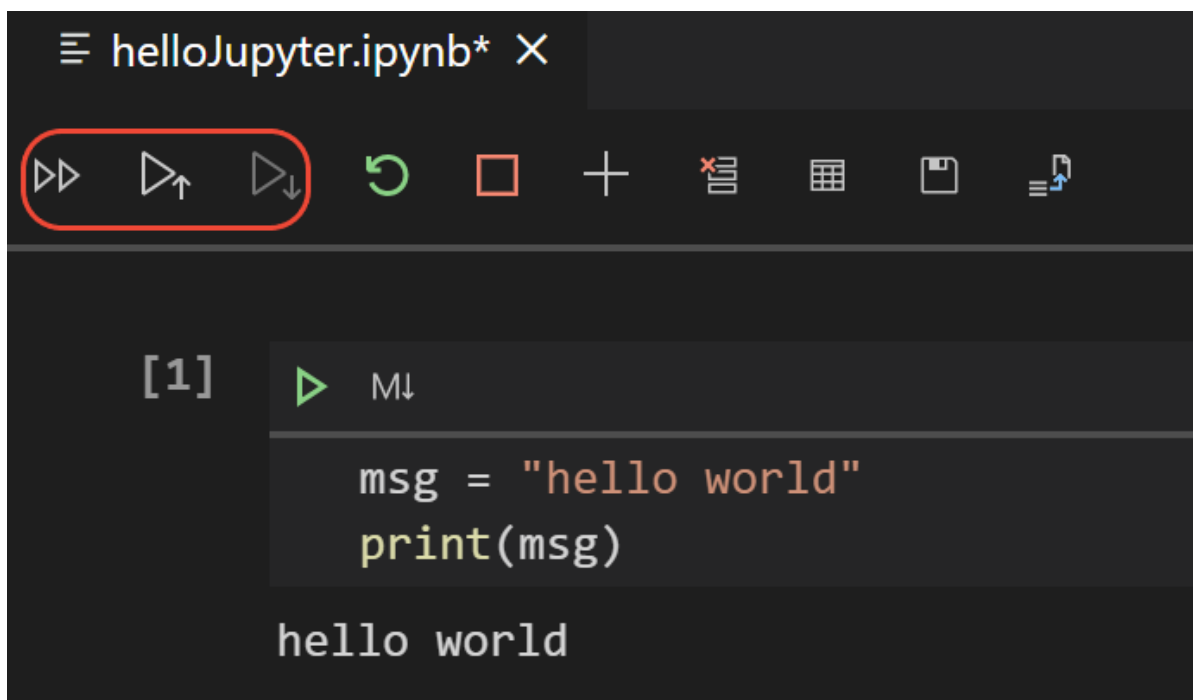 helloJupyter.ipynb*
[1]
M↓
msg = "hello world"
print(msg)
hello world